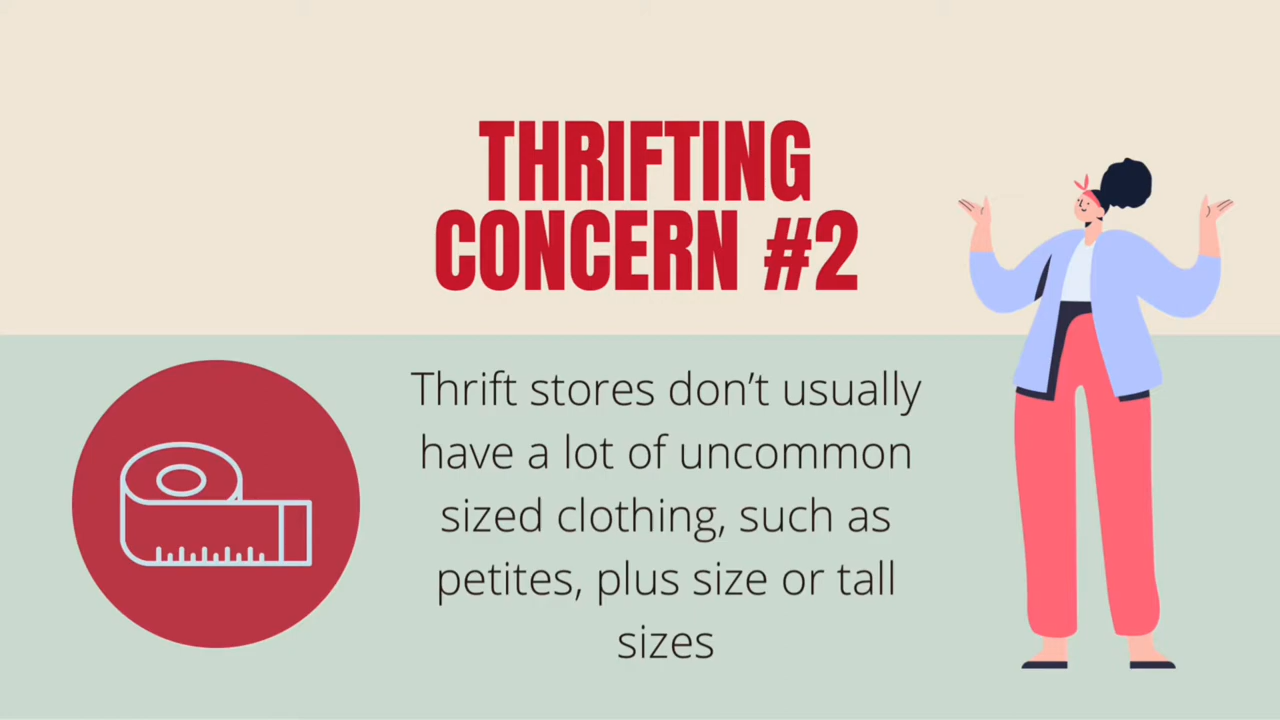 THRIFTING
CONCERN #2
Thrift stores don’t usually
have a lot of uncommon
sized clothing, such as
petites, plus size or tall
sizes